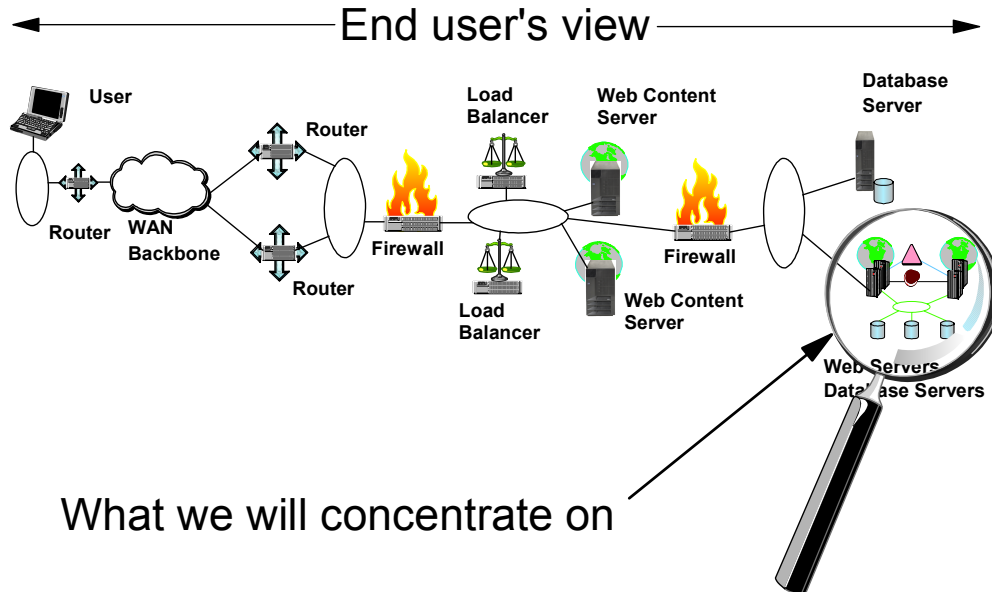 End user's view
User
Router
WAN
Backbone
Router
Router
Firewall
Load
Balancer
Load
Balancer
Web Content
Server
Web Content
Server
Firewall
Database
Server
Web Servers
Database Servers
What we will concentrate on